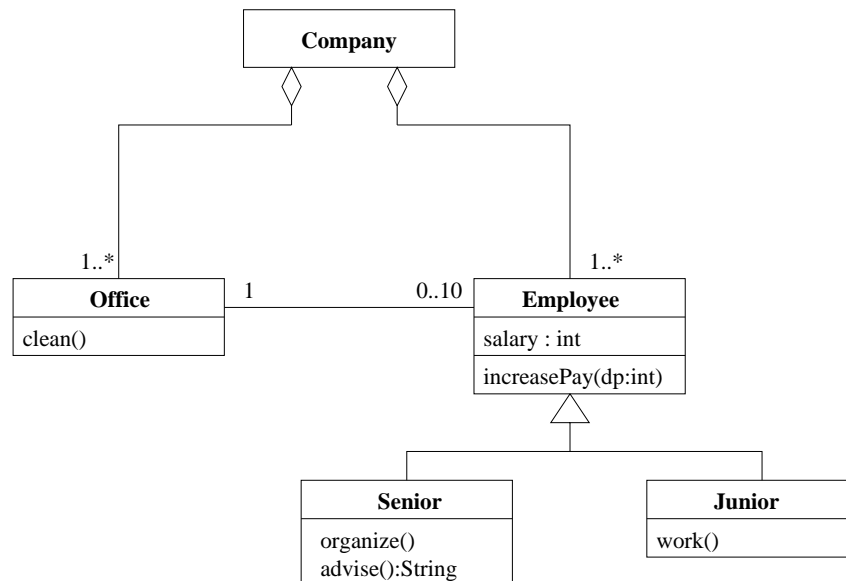 Company
1..*
1..*
Office
1
0..10
Employee
clean()
salary : int
increasePay(dp:int)
Senior
Junior
organize()
work()
advise():String